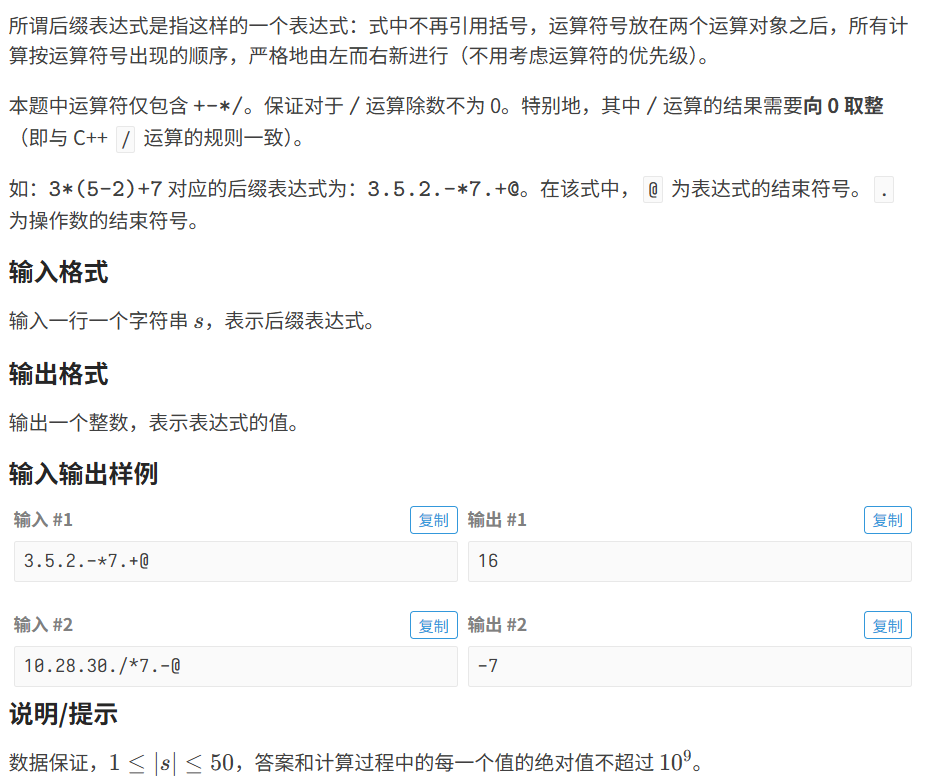 所谓后缀表达式是指这样的一个表达式：式中不再引用括号，运算符号放在两个运算对象之后，所有计
算按运算符号出现的顺序，严格地由左而右新进行（不用考虑运算符的优先级）。
本题中运算符仅包含 +-*/。保证对于 / 运算除数不为 0。特别地，其中 / 运算的结果需要向 0 取整
（即与 C++ / 运算的规则一致）。
如：3*(5-2)+7 对应的后缀表达式为：3.5.2.-*7.+@。在该式中，@ 为表达式的结束符号。.
为操作数的结束符号。
输入格式
输入一行一个字符串 s，表示后缀表达式。
输出格式
输出一个整数，表示表达式的值。
输入输出样例
输入 #1 复制 输出 #1 复制
3.5.2.-*7.+@ 16
输入 #2 复制 输出 #2 复制
10.28.30./*7.-@ -7
说明/提示
数据保证，1 ≤ |s| ≤ 50，答案和计算过程中的每一个值的绝对值不超过 10⁹。